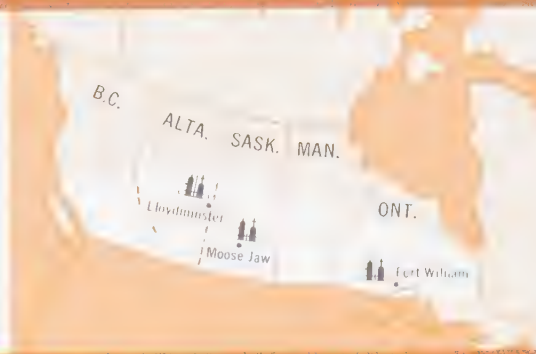 B.C.
ALTA.
SASK.
MAN.
ONT.
Lloydminster
Moose Jaw
Fort William